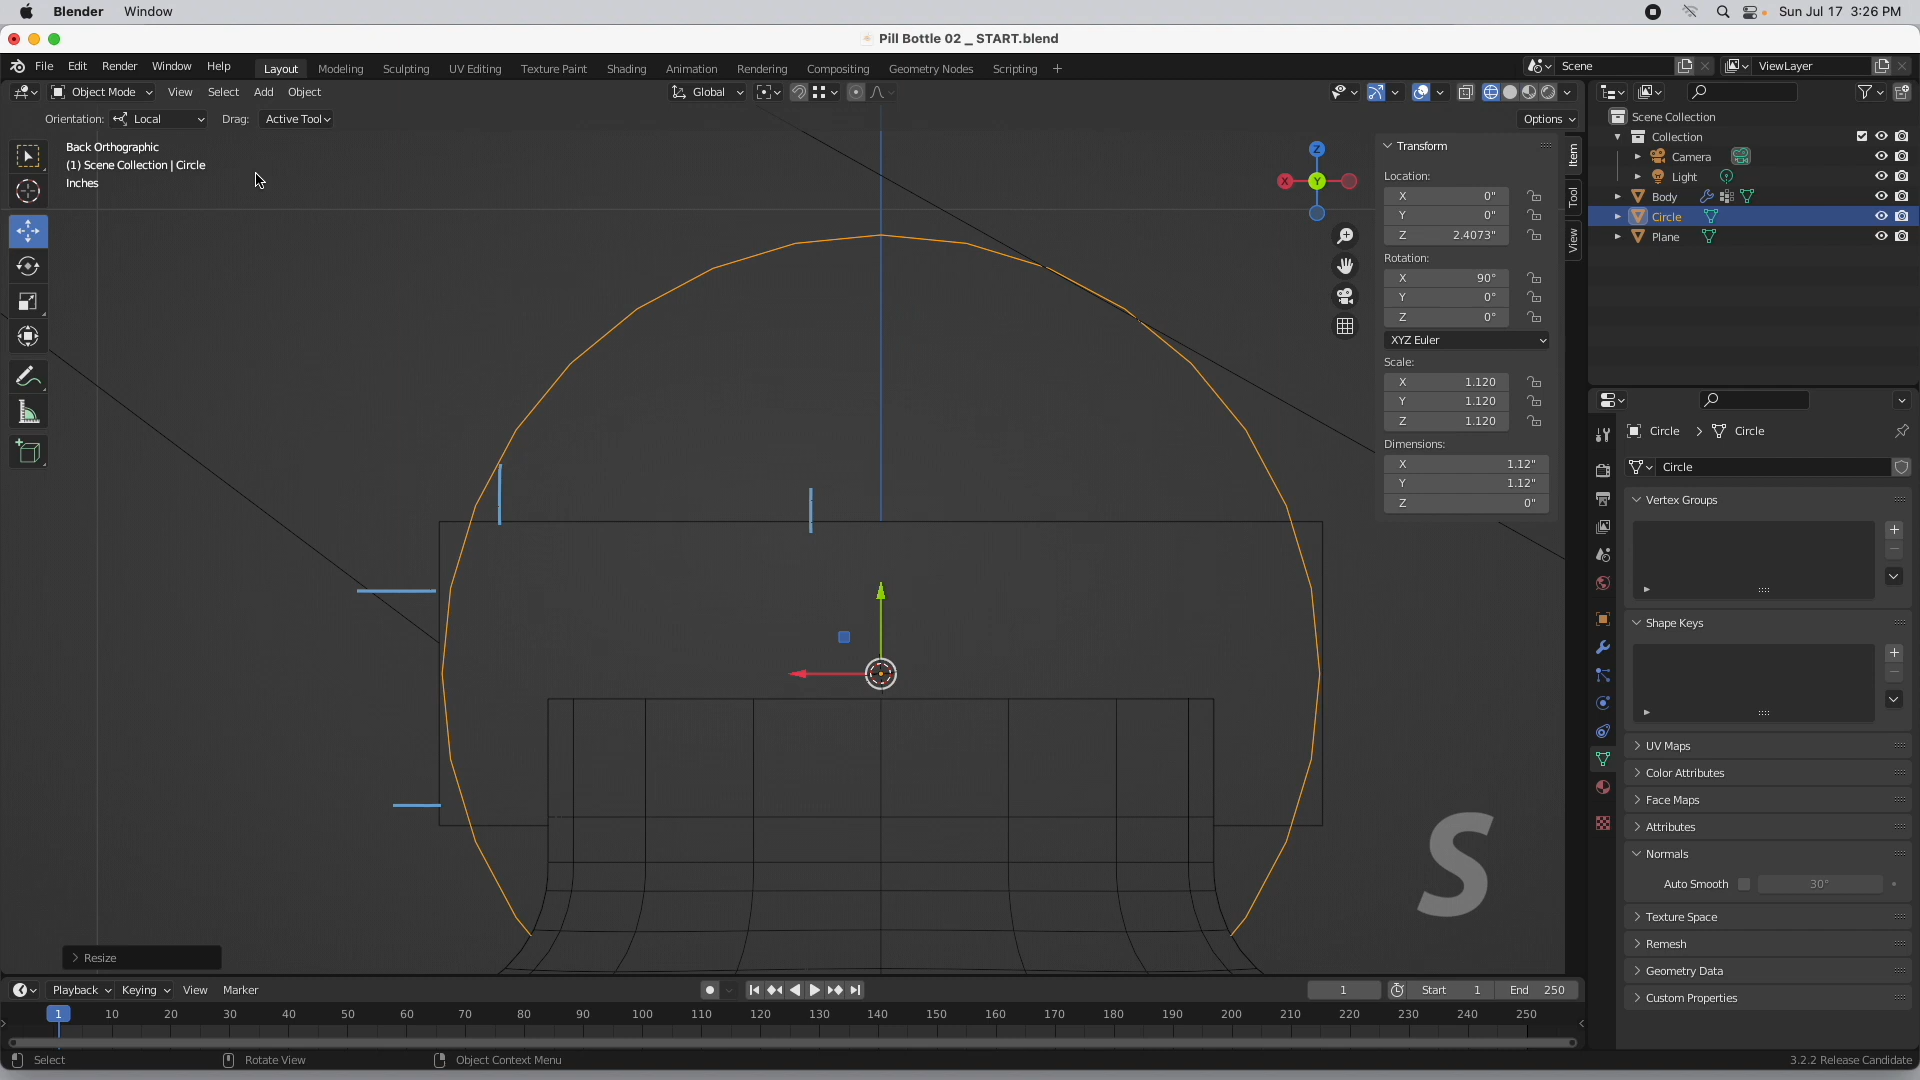 Blender Window Sun Jul 17 3:26 PM
Pill Bottle 02 _ START.blend
File Edit Render Window Help Layout Modeling Sculpting UV Editing Texture Paint Shading Animation Rendering Compositing Geometry Nodes Scripting + Scene ViewLayer
Object Mode View Select Add Object Global
Orientation: Local Drag: Active Tool Options
Back Orthographic
(1) Scene Collection | Circle
Inches
Z
X
Y
Transform
Location:
X 0"
Y 0"
Z 2.4073"
Rotation:
X 90°
Y 0°
Z 0°
XYZ Euler
Scale:
X 1.120
Y 1.120
Z 1.120
Dimensions:
X 1.12"
Y 1.12"
Z 0"
Item
Tool
View
Scene Collection
Collection
Camera
Light
Body
Circle
Plane
Circle > Circle
Circle
Vertex Groups
Shape Keys
UV Maps
Color Attributes
Face Maps
Attributes
Normals
Auto Smooth 30°
Texture Space
Remesh
Geometry Data
Custom Properties
S
Resize
Playback Keying View Marker 1 Start 1 End 250
1 10 20 30 40 50 60 70 80 90 100 110 120 130 140 150 160 170 180 190 200 210 220 230 240 250
Select Rotate View Object Context Menu 3.2.2 Release Candidate